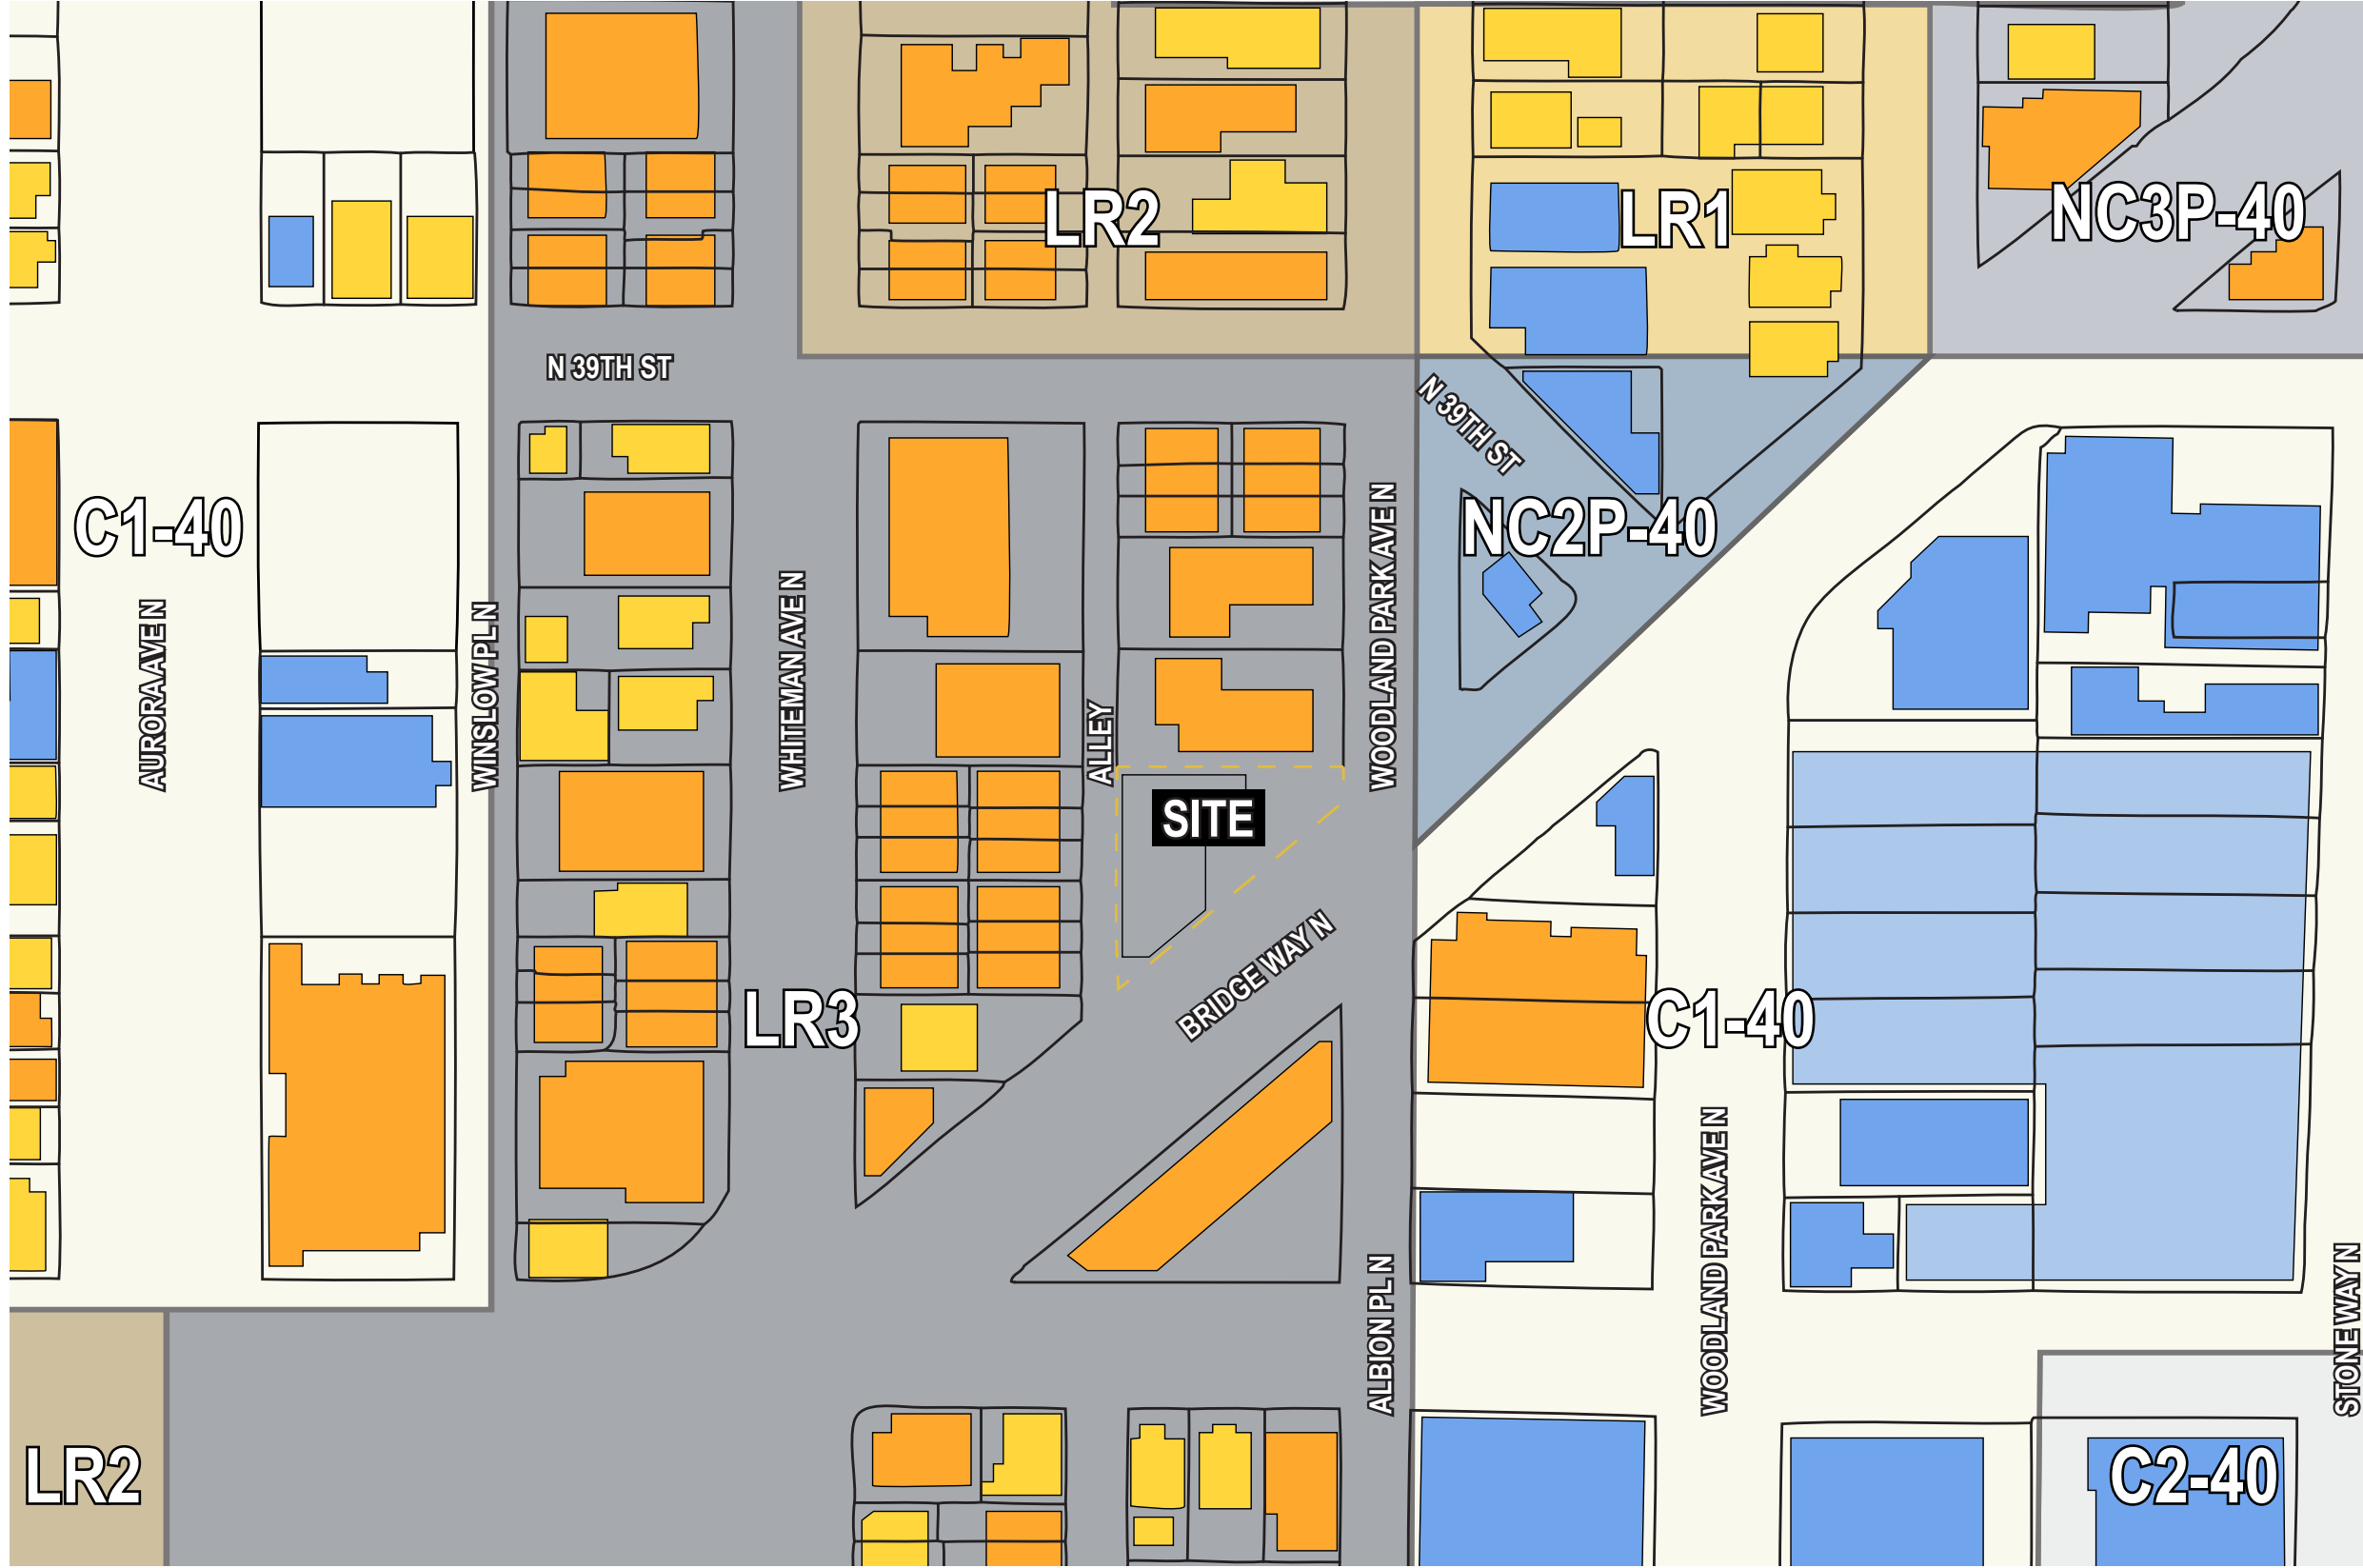 LR2
LR1
NC3P-40
N 39TH ST
N 39TH ST
C1-40
NC2P-40
AURORA AVE N
WINSLOW PL N
WHITEMAN AVE N
ALLEY
WOODLAND PARK AVE N
SITE
BRIDGE WAY N
LR3
C1-40
ALBION PL N
WOODLAND PARK AVE N
STONE WAY N
LR2
C2-40